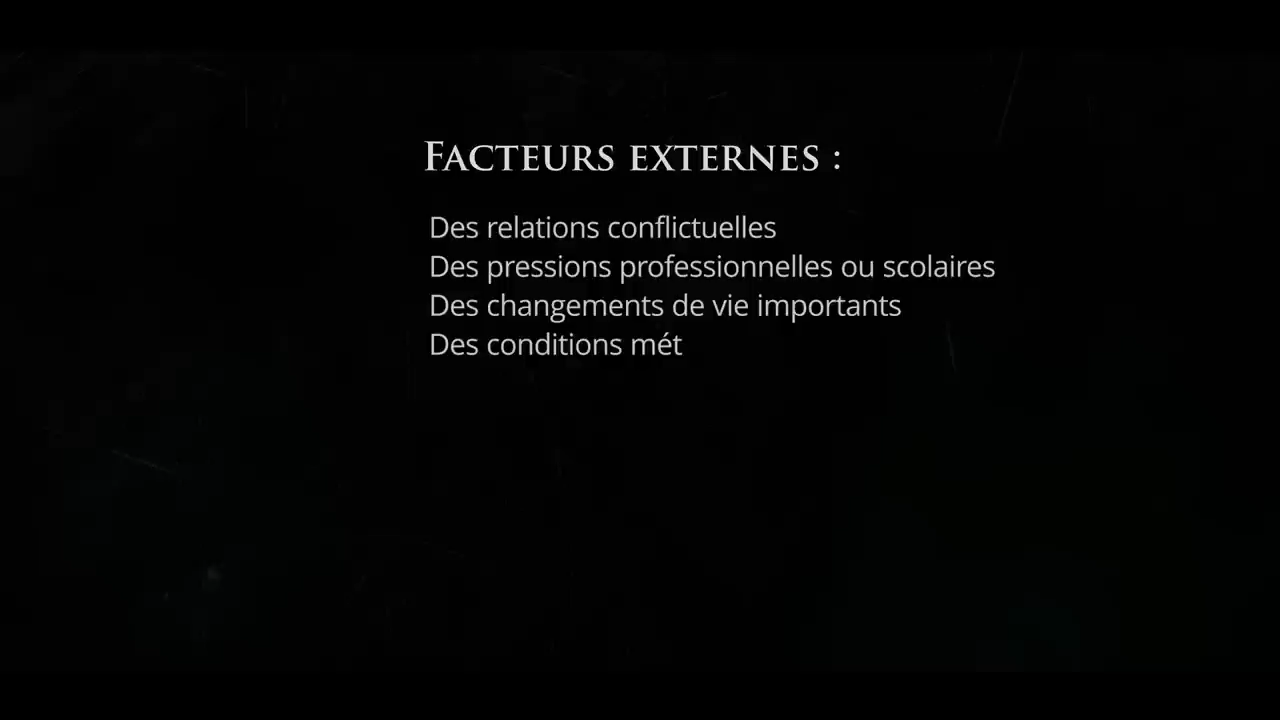 FACTEURS EXTERNES :
Des relations conflictuelles
Des pressions professionnelles ou scolaires
Des changements de vie importants
Des conditions mét